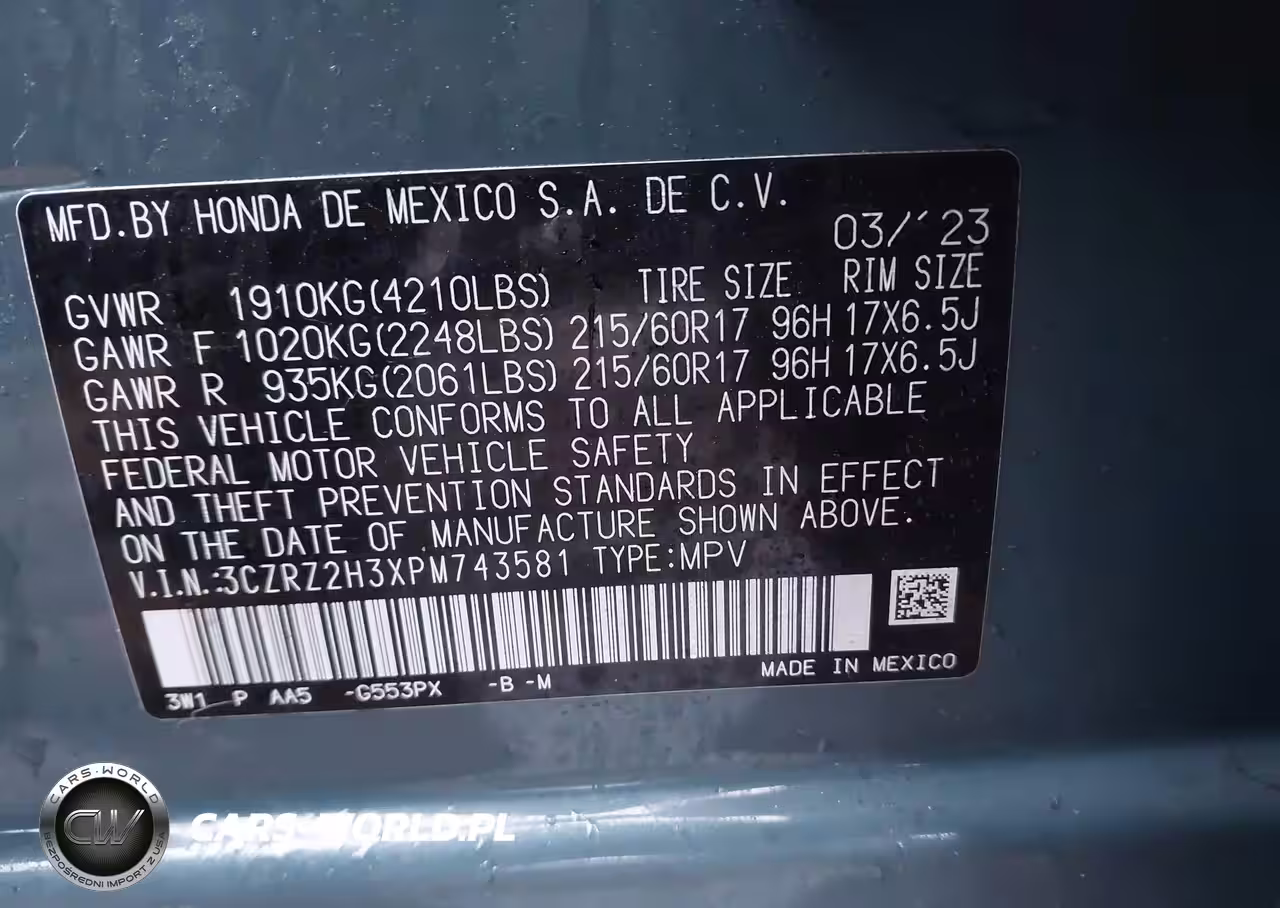 MFD.BY HONDA DE MEXICO S.A. DE C.V.
03/´23
GVWR 1910KG(4210LBS) TIRE SIZE RIM SIZE
GAWR F 1020KG(2248LBS) 215/60R17 96H 17X6.5J
GAWR R 935KG(2061LBS) 215/60R17 96H 17X6.5J
THIS VEHICLE CONFORMS TO ALL APPLICABLE
FEDERAL MOTOR VEHICLE SAFETY
AND THEFT PREVENTION STANDARDS IN EFFECT
ON THE DATE OF MANUFACTURE SHOWN ABOVE.
V.I.N.:3CZRZ2H3XPM743581 TYPE:MPV
3W1 P AA5 -G553PX -B -M MADE IN MEXICO
CARS-WORLD
CW
BEZPOŚREDNI IMPORT Z USA
CARS-WORLD.PL